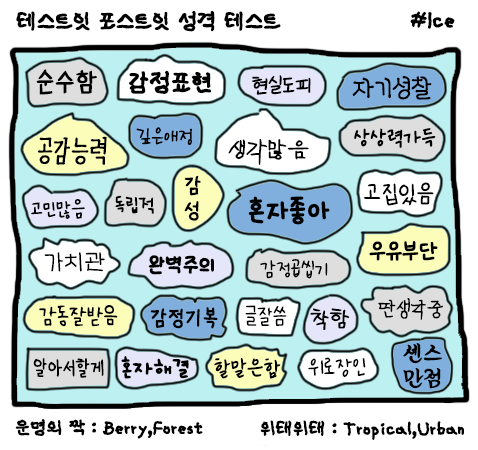 테스트잇 포스트잇 성격 테스트 #Ice
순수함 감정표현 현실도피 자기성찰
공감능력 깊은애정 생각많음 상상력가득
고민많음 독립적 감성 혼자좋아 고집있음
가치관 완벽주의 감정곱씹기 우유부단
감동잘받음 감정기복 글잘씀 착함 딴생각중
알아서할게 혼자해결 할말은함 위로장인 센스만점
운명의 짝 : Berry,Forest 위태위태 : Tropical,Urban